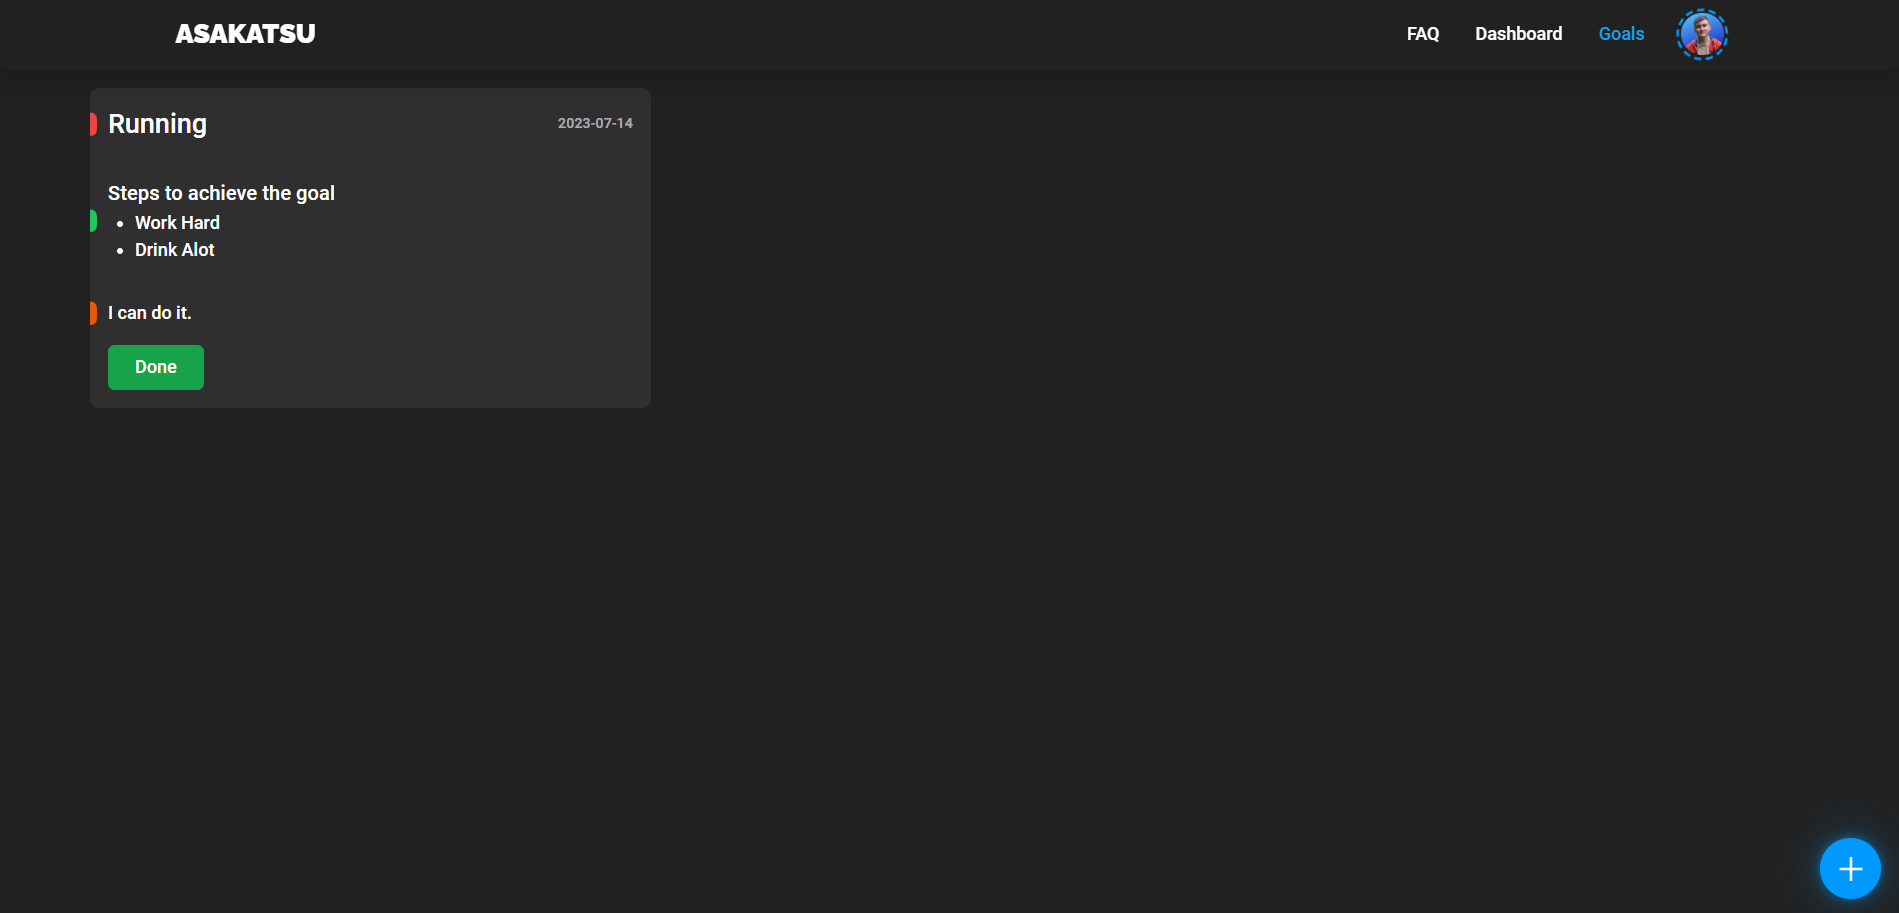 ASAKATSU
FAQ
Dashboard
Goals
Running
2023-07-14
Steps to achieve the goal
Work Hard
Drink Alot
I can do it.
Done